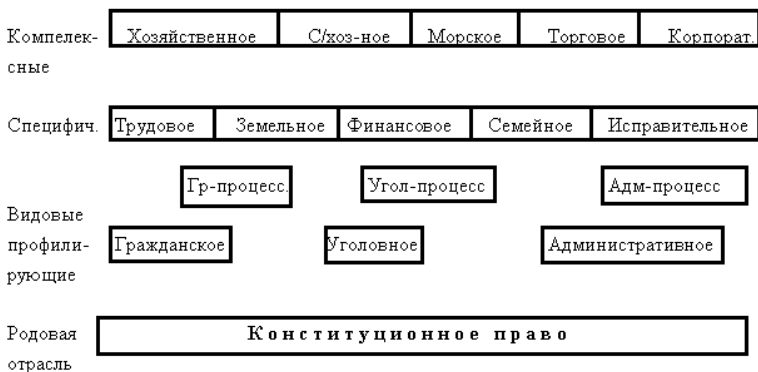 Компелек-
сные
Хозяйственное С/хоз-ное Морское Торговое Корпорат.
Специфич. Трудовое Земельное Финансовое Семейное Исправительное
Гр-процесс. Угол-процесс Адм-процесс
Видовые
профили-
рующие
Гражданское Уголовное Административное
Родовая
отрасль
Конституционное право